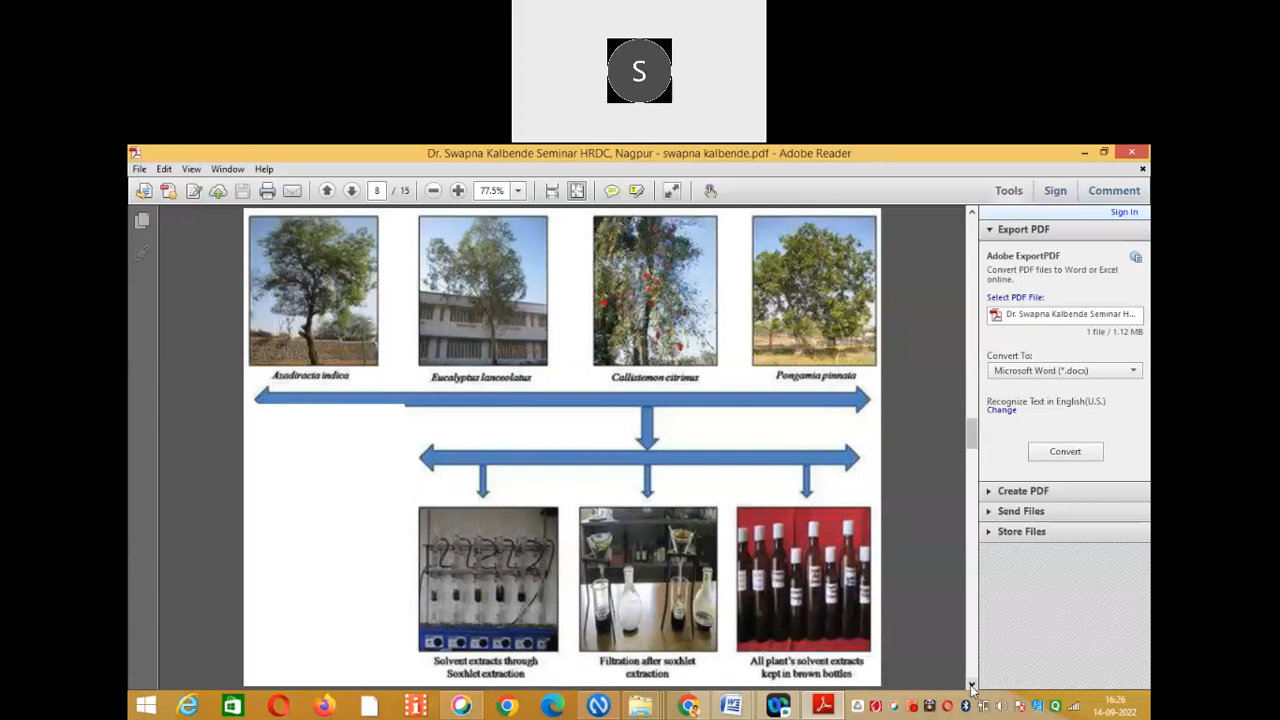 S
Dr. Swapna Kalbende Seminar HRDC, Nagpur - swapna kalbende.pdf - Adobe Reader
File Edit View Window Help
8 / 15 77.5% Tools Sign Comment
Sign In
Export PDF
Adobe ExportPDF
Convert PDF files to Word or Excel
online.
Select PDF File:
Dr. Swapna Kalbende Seminar H...
1 file / 1.12 MB
Convert To:
Microsoft Word (*.docx)
Recognize Text in English(U.S.)
Change
Convert
Create PDF
Send Files
Store Files
Azadiracta indica
Eucalyptus lanceolatus
Callistemon citrimus
Pongamia pinnata
Solvent extracts through
Soxhlet extraction
Filtration after soxhlet
extraction
All plant's solvent extracts
kept in brown bottles
16:26
14-09-2022